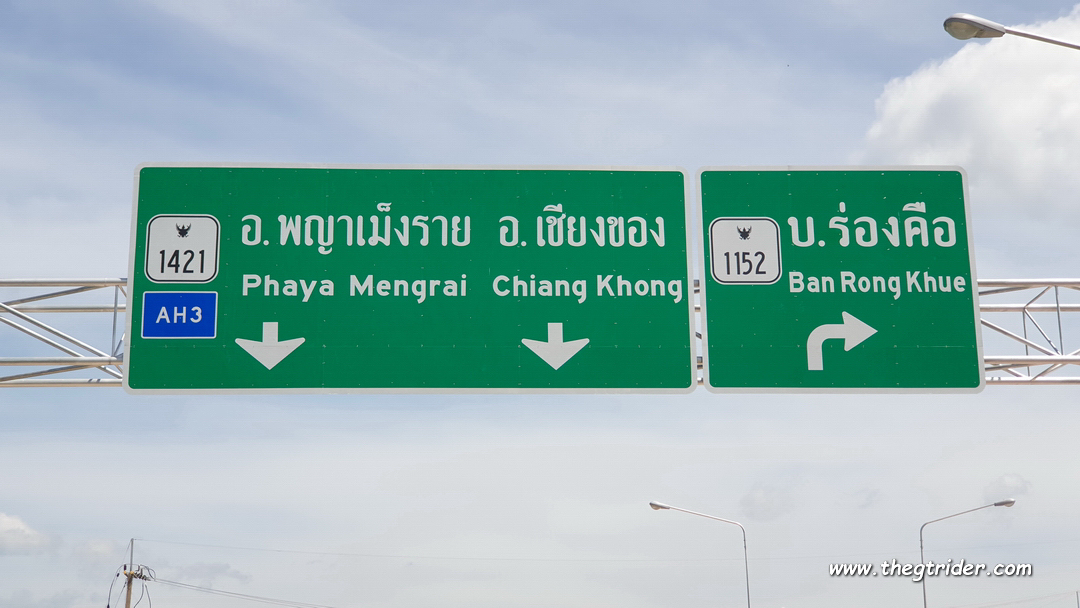 1421
AH3
อ.พญาเม็งราย อ.เชียงของ
Phaya Mengrai Chiang Khong
1152
บ.ร่องคือ
Ban Rong Khue
www.thegtrider.com